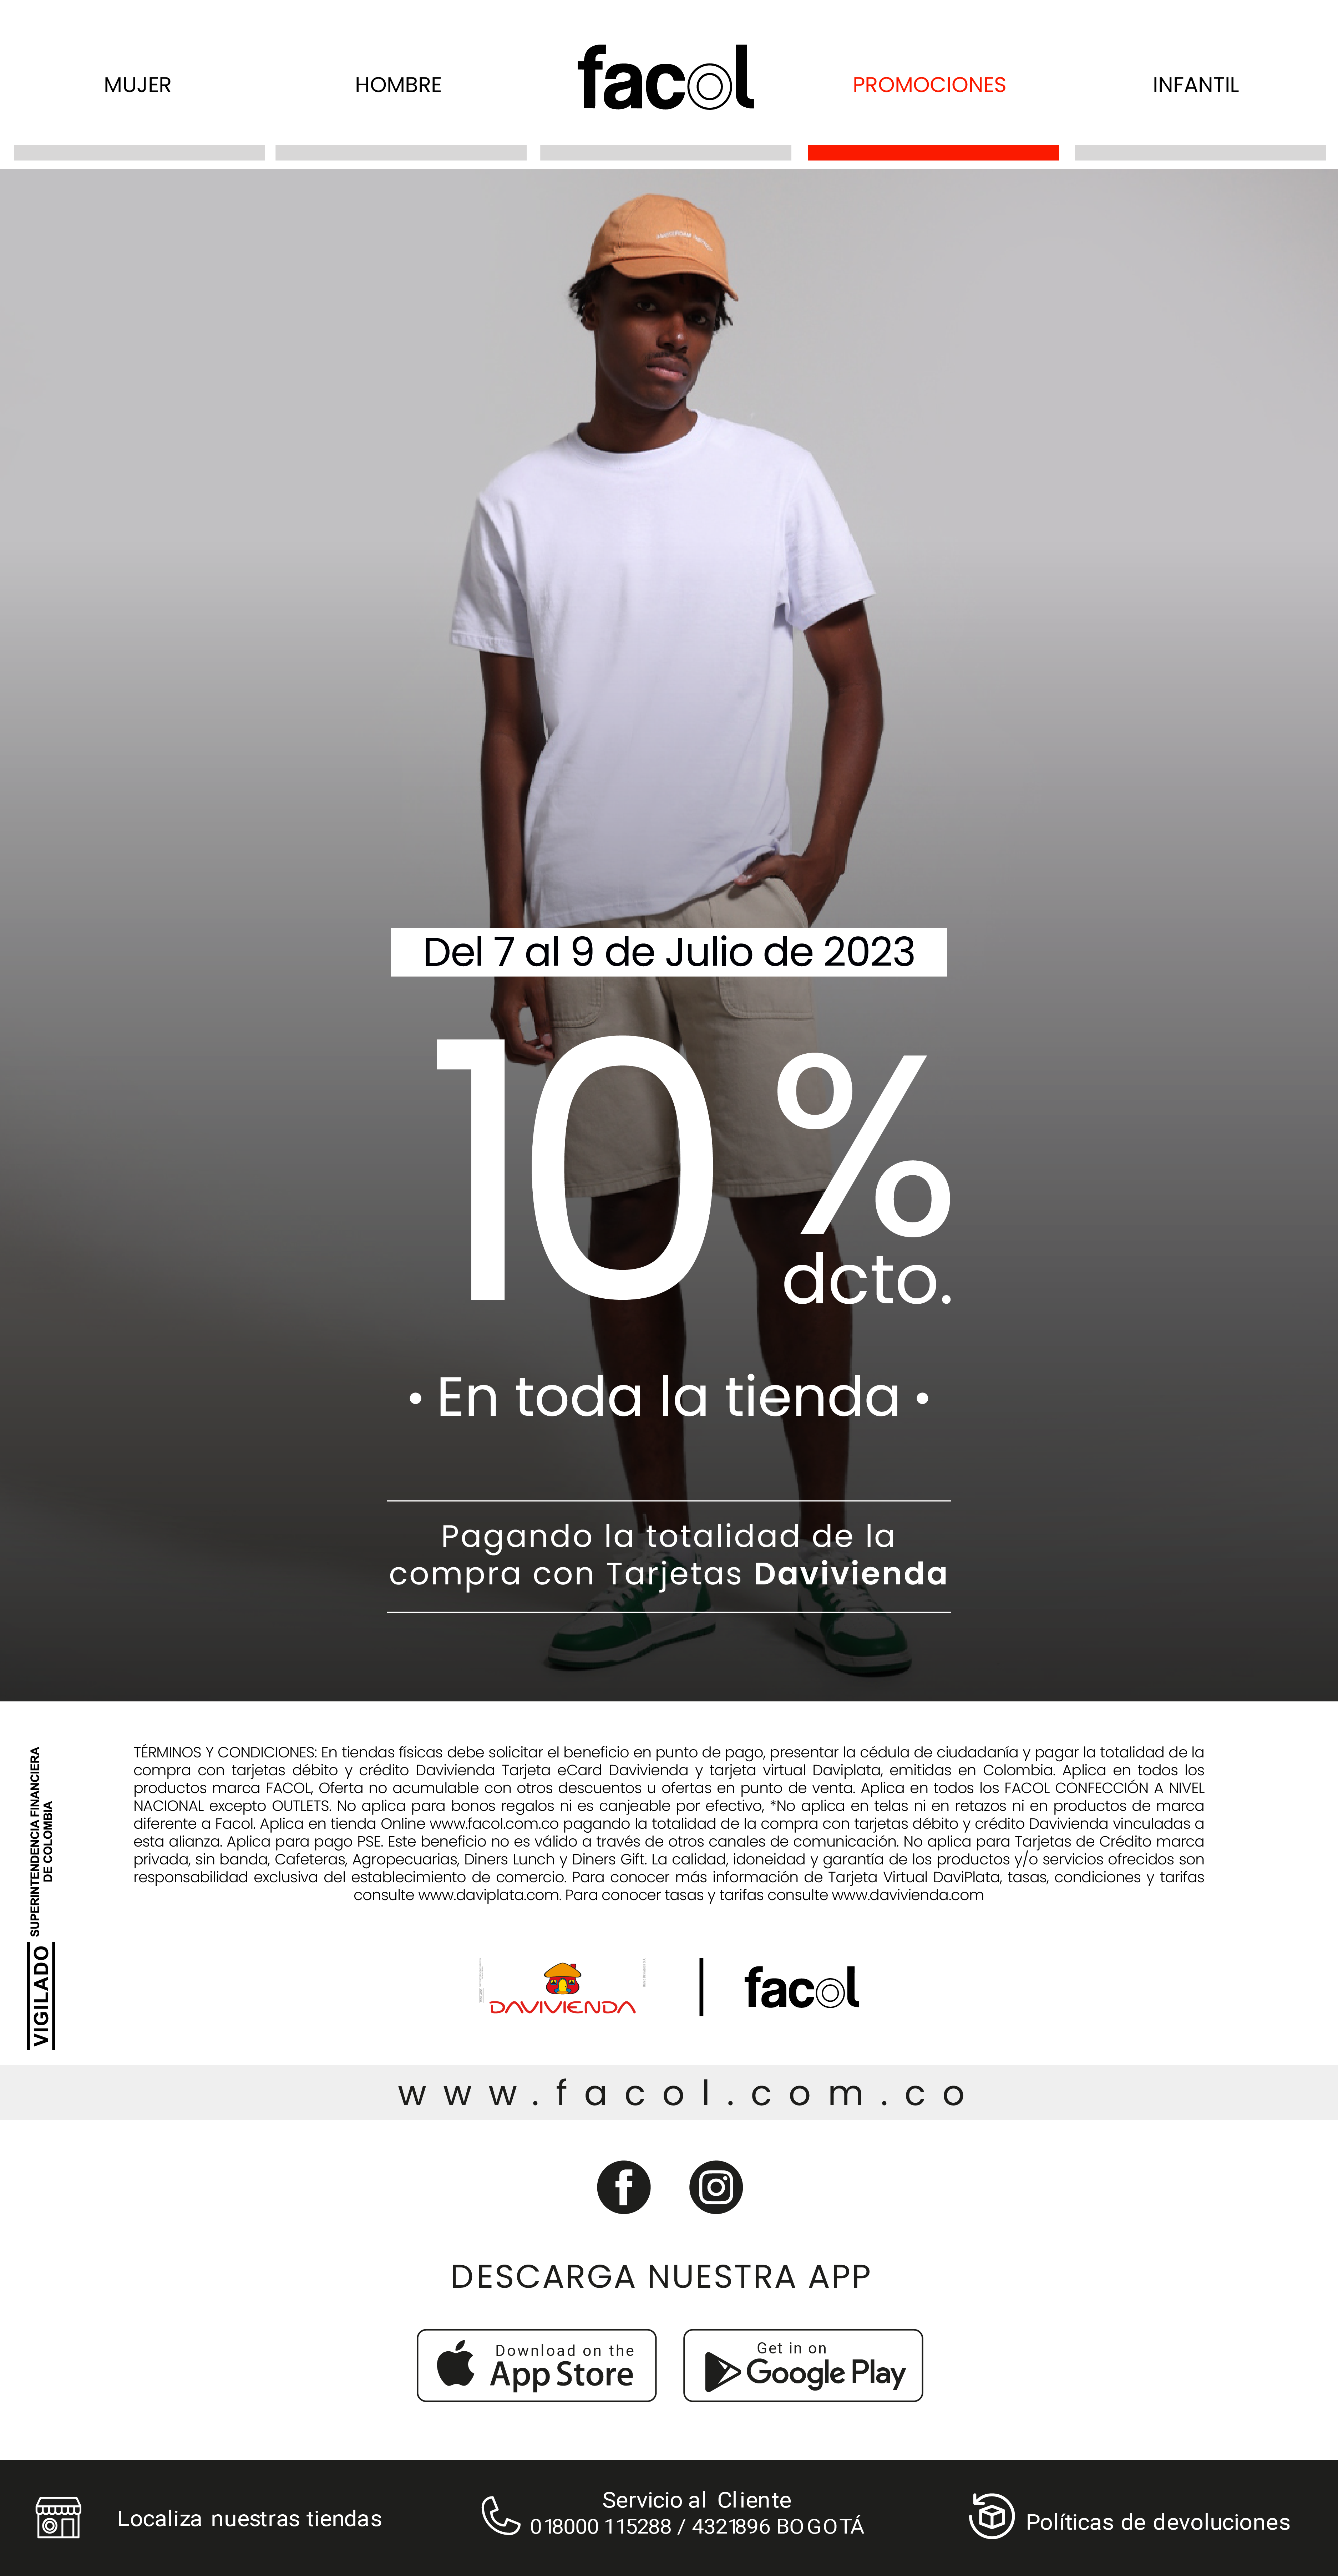 MUJER
HOMBRE
facol
PROMOCIONES
INFANTIL
Del 7 al 9 de Julio de 2023
10 %
dcto.
• En toda la tienda •
Pagando la totalidad de la
compra con Tarjetas Davivienda
TÉRMINOS Y CONDICIONES: En tiendas físicas debe solicitar el beneficio en punto de pago, presentar la cédula de ciudadanía y pagar la totalidad de la
compra con tarjetas débito y crédito Davivienda Tarjeta eCard Davivienda y tarjeta virtual Daviplata, emitidas en Colombia. Aplica en todos los
productos marca FACOL, Oferta no acumulable con otros descuentos u ofertas en punto de venta. Aplica en todos los FACOL CONFECCIÓN A NIVEL
NACIONAL excepto OUTLETS. No aplica para bonos regalos ni es canjeable por efectivo, *No aplica en telas ni en retazos ni en productos de marca
diferente a Facol. Aplica en tienda Online www.facol.com.co pagando la totalidad de la compra con tarjetas débito y crédito Davivienda vinculadas a
esta alianza. Aplica para pago PSE. Este beneficio no es válido a través de otros canales de comunicación. No aplica para Tarjetas de Crédito marca
privada, sin banda, Cafeteras, Agropecuarias, Diners Lunch y Diners Gift. La calidad, idoneidad y garantía de los productos y/o servicios ofrecidos son
responsabilidad exclusiva del establecimiento de comercio. Para conocer más información de Tarjeta Virtual DaviPlata, tasas, condiciones y tarifas
consulte www.daviplata.com. Para conocer tasas y tarifas consulte www.davivienda.com
VIGILADO
SUPERINTENDENCIA FINANCIERA
DE COLOMBIA
DAVIVIENDA
facol
www.facol.com.co
DESCARGA NUESTRA APP
Download on the
App Store
Get in on
Google Play
Localiza nuestras tiendas
Servicio al Cliente
018000 115288 / 4321896 BOGOTÁ
Políticas de devoluciones